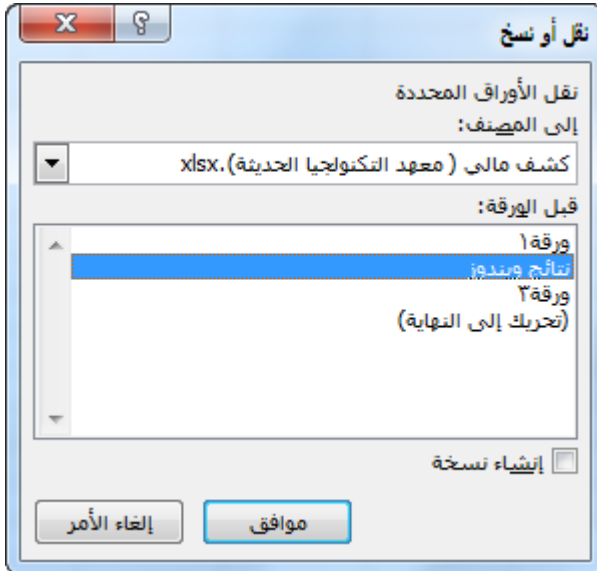 نقل أو نسخ
نقل الأوراق المحددة
إلى المصنف:
كشف مالي ( معهد التكنولجيا الحديثة).xlsx
قبل الورقة:
ورقة١
نتائج ويندوز
ورقة٣
(تحريك إلى النهاية)
إنشاء نسخة
موافق
إلغاء الأمر